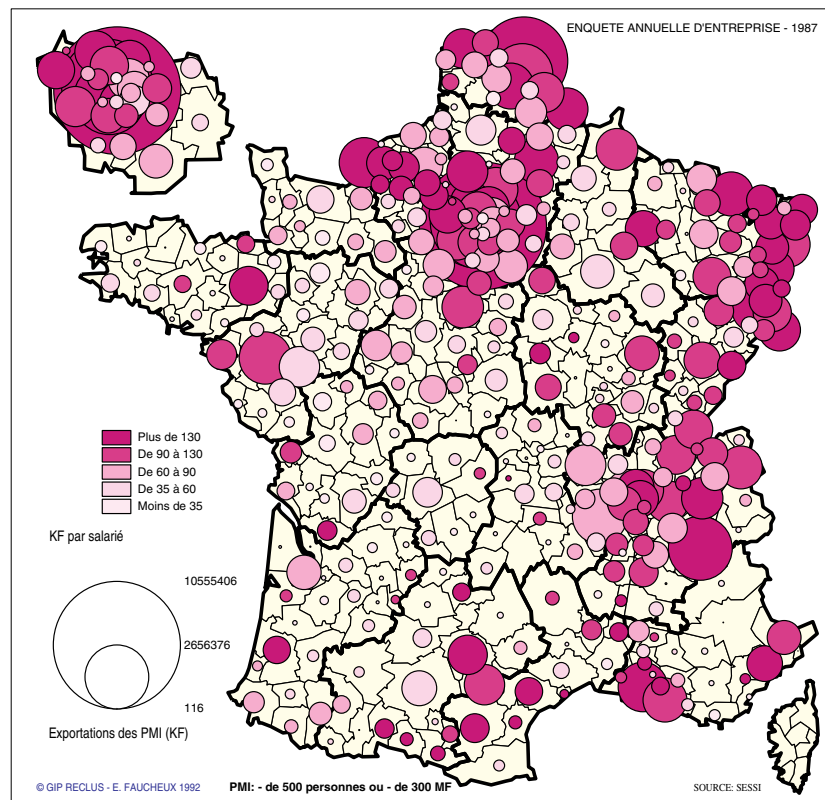 ENQUETE ANNUELLE D'ENTREPRISE - 1987
Plus de 130
De 90 à 130
De 60 à 90
De 35 à 60
Moins de 35
KF par salarié
10555406
2656376
116
Exportations des PMI (KF)
© GIP RECLUS - E. FAUCHEUX 1992
PMI: - de 500 personnes ou - de 300 MF
SOURCE: SESSI